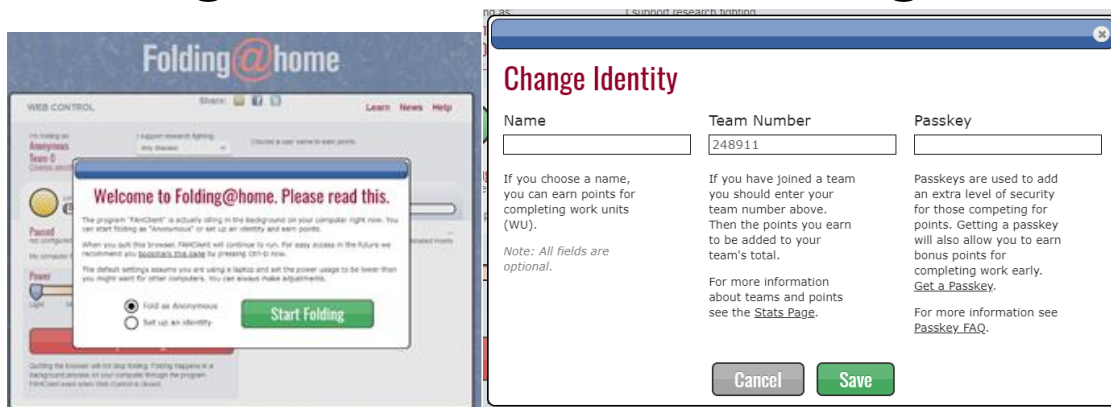 Folding@home
WEB CONTROL
Share:
Learn News Help
I'm folding as:
Anonymous
Team 0
Change Identity
I support research fighting
Any disease
Choose a user name to earn points.
Welcome to Folding@home. Please read this.
The program "FAHClient" is actually idling in the background on your computer right now. You
can start folding as "Anonymous" or set up an identity and earn points.
When you quit this browser, FAHClient will continue to run. For easy access in the future we
recommend you bookmark this page by pressing Ctrl-D now.
The default settings assume you are using a laptop and set the power usage to be lower than
you might want for other computers. You can always make adjustments.
Fold as Anonymous
Set up an identity
Start Folding
Paused
not configured
My computer
Power
Light
Quitting the browser will not stop folding. Folding happens in a
background process on your computer through the program
FAHClient even when Web Control is closed.
I support research fighting
Change Identity
Name
Team Number
Passkey
248911
If you choose a name,
you can earn points for
completing work units
(WU).
Note: All fields are
optional.
If you have joined a team
you should enter your
team number above.
Then the points you earn
to be added to your
team's total.
For more information
about teams and points
see the Stats Page.
Passkeys are used to add
an extra level of security
for those competing for
points. Getting a passkey
will also allow you to earn
bonus points for
completing work early.
Get a Passkey.
For more information see
Passkey FAQ.
Cancel
Save